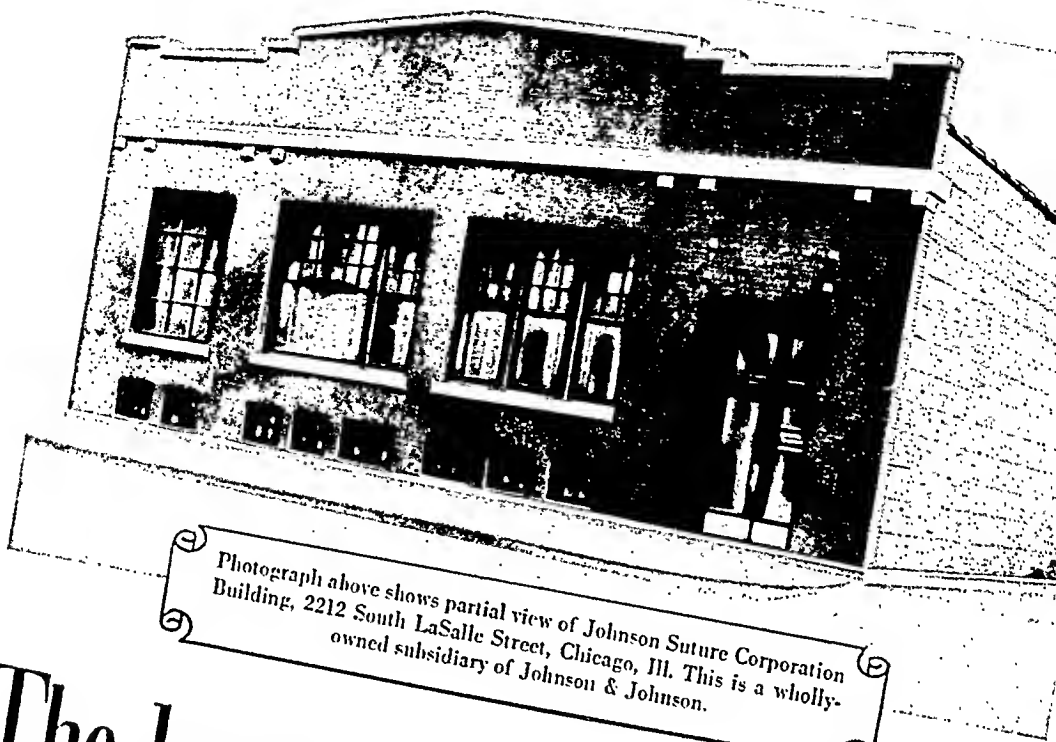 Photograph above shows partial view of Johnson Suture Corporation
Building, 2212 South LaSalle Street, Chicago, Ill. This is a wholly-
owned subsidiary of Johnson & Johnson.
The